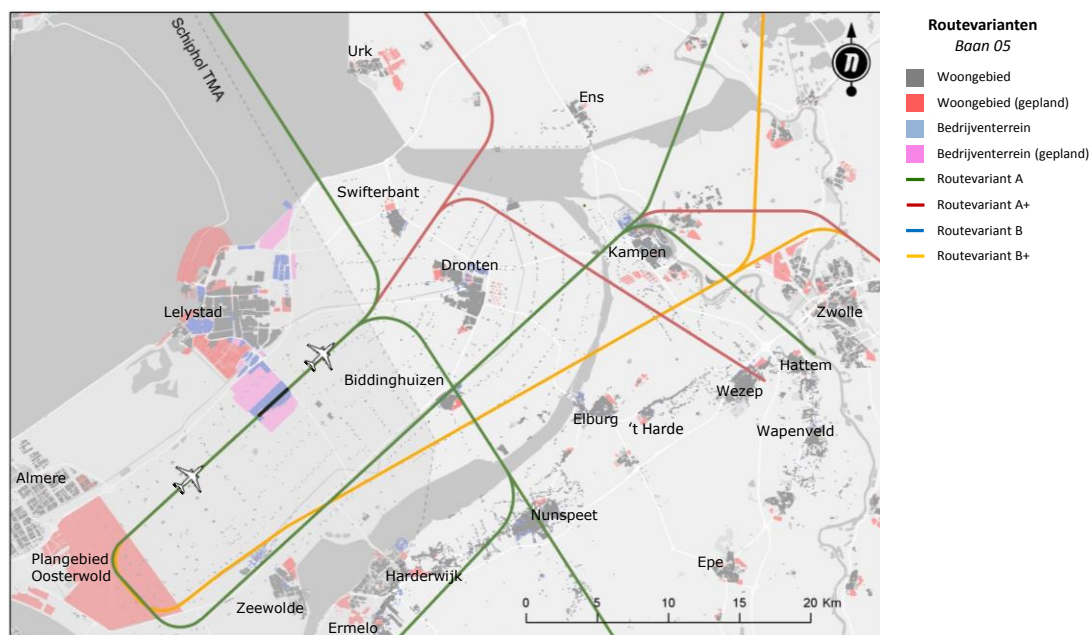 Routevarianten
Baan 05
Woongebied
Woongebied (gepland)
Bedrijventerrein
Bedrijventerrein (gepland)
Routevariant A
Routevariant A+
Routevariant B
Routevariant B+
n
Schiphol TMA
Urk
Ens
Swifterbant
Kampen
Dronten
Lelystad
Zwolle
Biddinghuizen
Hattem
Wezep
Elburg
't Harde
Wapenveld
Almere
Nunspeet
Plangebied
Oosterwold
Epe
Harderwijk
Zeewolde
Ermelo
0 5 10 15 20 Km